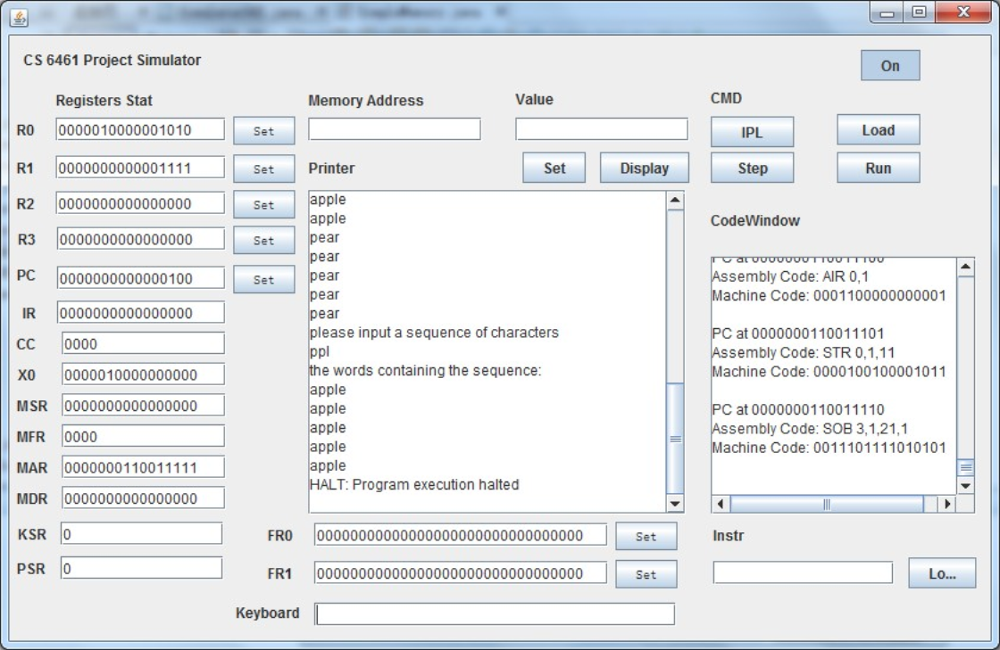 CS 6461 Project Simulator
On
Registers Stat
Memory Address
Value
CMD
R0 0000010000001010 Set
IPL
Load
R1 0000000000001111 Set
Printer
Set
Display
Step
Run
R2 0000000000000000 Set
R3 0000000000000000 Set
PC 0000000000000100 Set
IR 0000000000000000
CC 0000
X0 0000010000000000
MSR 0000000000000000
MFR 0000
MAR 0000000110011111
MDR 0000000000000000
KSR 0
PSR 0
apple
apple
pear
pear
pear
pear
pear
please input a sequence of characters
ppl
the words containing the sequence:
apple
apple
apple
apple
apple
HALT: Program execution halted
CodeWindow
PC at 0000000110011100
Assembly Code: AIR 0,1
Machine Code: 0001100000000001
PC at 0000000110011101
Assembly Code: STR 0,1,11
Machine Code: 0000100100001011
PC at 0000000110011110
Assembly Code: SOB 3,1,21,1
Machine Code: 0011101111010101
FR0 00000000000000000000000000000000 Set
FR1 00000000000000000000000000000000 Set
Instr
Lo...
Keyboard